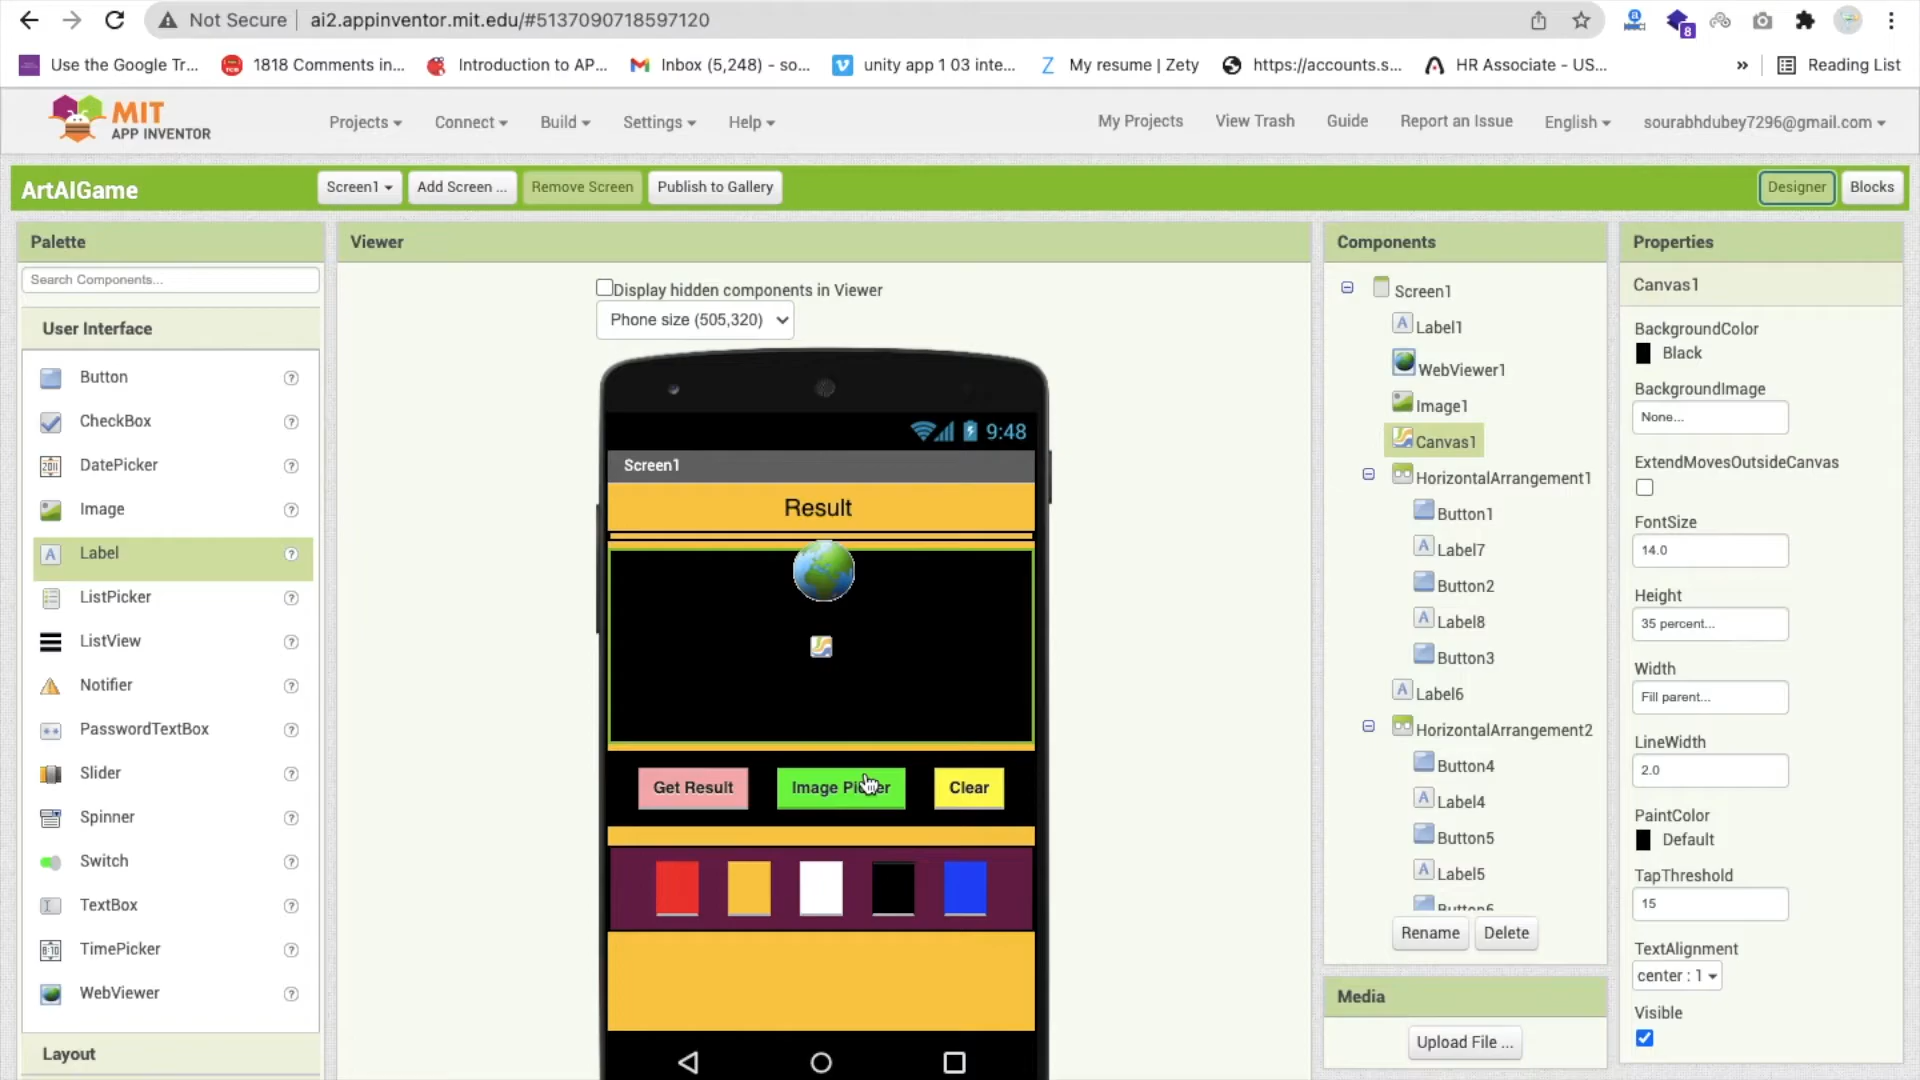 Not Secure | ai2.appinventor.mit.edu/#5137090718597120
8
Use the Google Tr...
1818 Comments in...
Introduction to AP...
Inbox (5,248) - so...
unity app 1 03 inte...
My resume | Zety
https://accounts.s...
HR Associate - US...
»
Reading List
MIT
APP INVENTOR
Projects
Connect
Build
Settings
Help
My Projects
View Trash
Guide
Report an Issue
English
sourabhdubey7296@gmail.com
ArtAIGame
Screen1
Add Screen ...
Remove Screen
Publish to Gallery
Designer
Blocks
Palette
Search Components...
User Interface
Button
CheckBox
DatePicker
Image
Label
ListPicker
ListView
Notifier
PasswordTextBox
Slider
Spinner
Switch
TextBox
TimePicker
WebViewer
Layout
Viewer
Display hidden components in Viewer
Phone size (505,320)
9:48
Screen1
Result
Get Result
Image Picker
Clear
Components
Screen1
Label1
WebViewer1
Image1
Canvas1
HorizontalArrangement1
Button1
Label7
Button2
Label8
Button3
Label6
HorizontalArrangement2
Button4
Label4
Button5
Label5
Button6
Rename
Delete
Media
Upload File ...
Properties
Canvas1
BackgroundColor
Black
BackgroundImage
None...
ExtendMovesOutsideCanvas
FontSize
14.0
Height
35 percent...
Width
Fill parent...
LineWidth
2.0
PaintColor
Default
TapThreshold
15
TextAlignment
center : 1
Visible